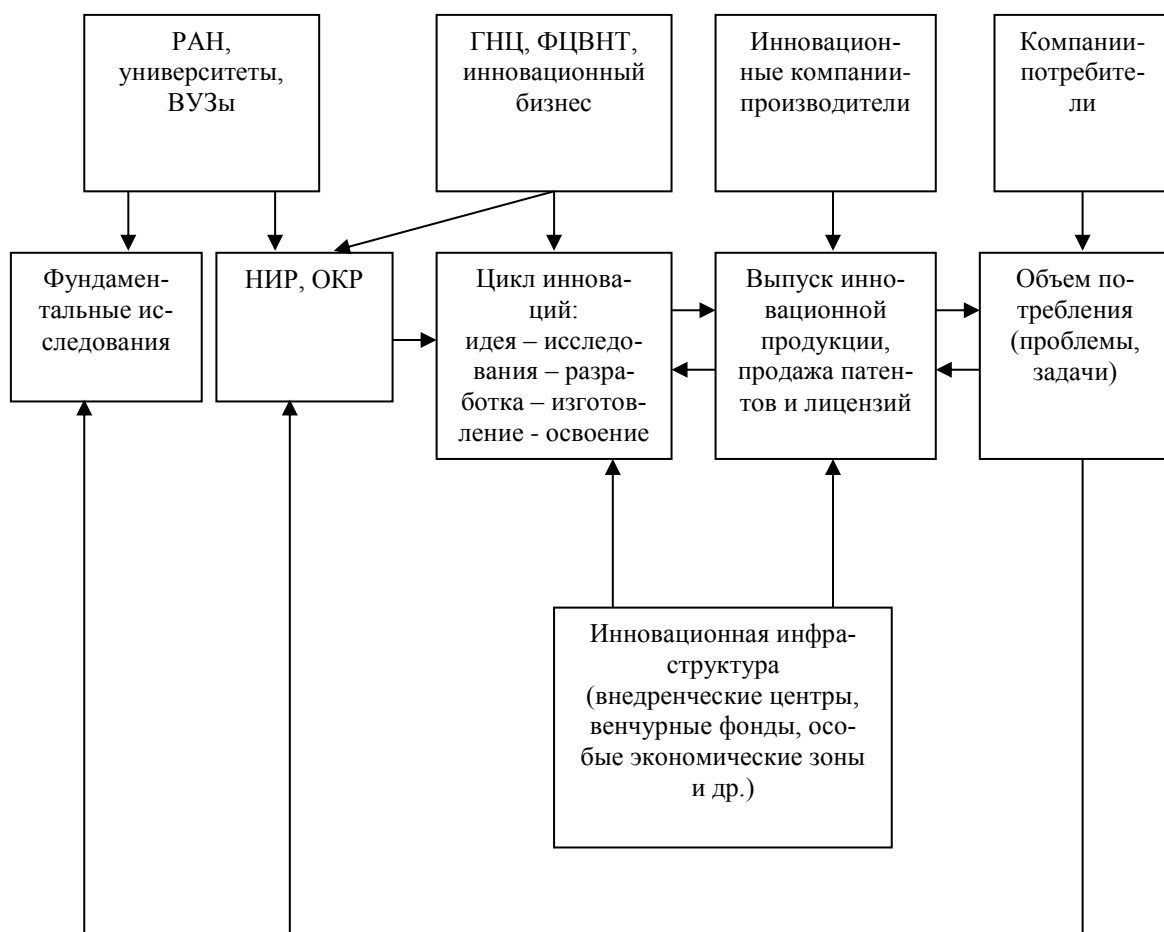 РАН,
университеты,
ВУЗы
ГНЦ, ФЦВНТ,
инновационный
бизнес
Инновацион-
ные компании-
производители
Компании-
потребите-
ли
Фундамен-
тальные ис-
следования
НИР, ОКР
Цикл иннова-
ций:
идея – исследо-
вания – разра-
ботка – изготов-
ление - освоение
Выпуск инно-
вационной
продукции,
продажа патен-
тов и лицензий
Объем по-
требления
(проблемы,
задачи)
Инновационная инфра-
структура
(внедренческие центры,
венчурные фонды, осо-
бые экономические зоны
и др.)